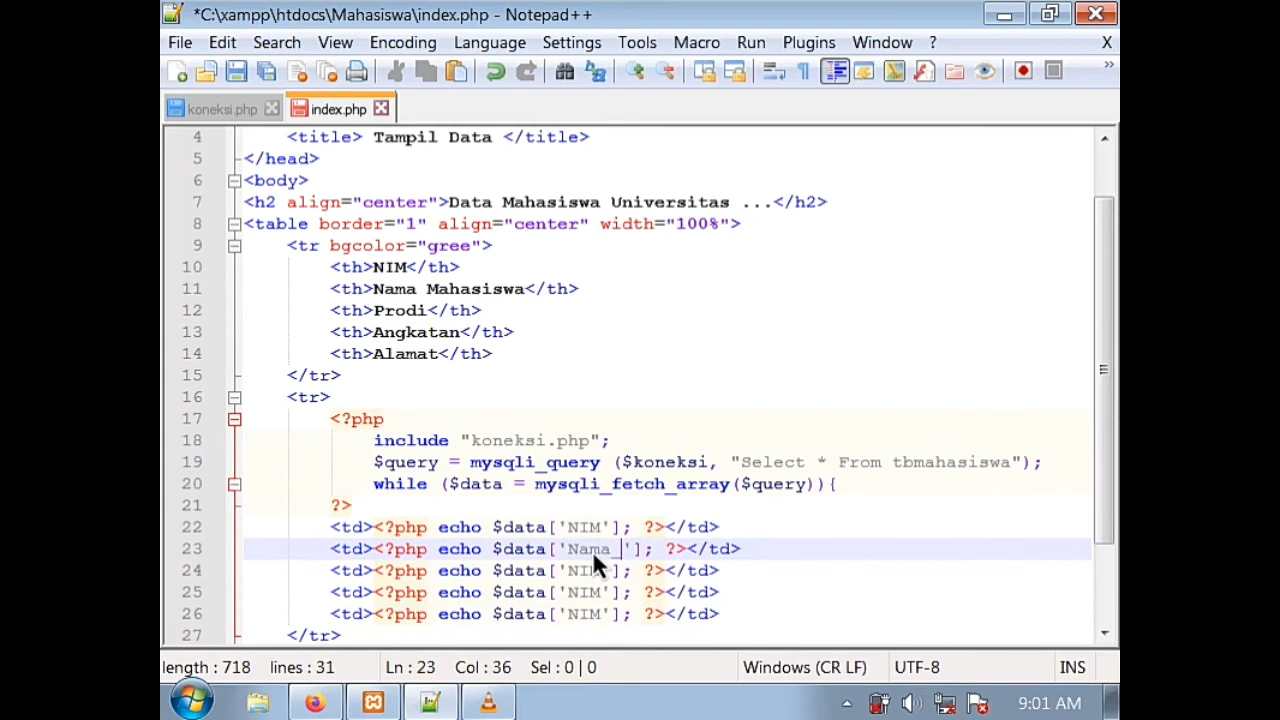 *C:\xampp\htdocs\Mahasiswa\index.php - Notepad++
File Edit Search View Encoding Language Settings Tools Macro Run Plugins Window ? X
koneksi.php index.php
4 <title> Tampil Data </title>
5 </head>
6 <body>
7 <h2 align="center">Data Mahasiswa Universitas ...</h2>
8 <table border="1" align="center" width="100%">
9 <tr bgcolor="gree">
10 <th>NIM</th>
11 <th>Nama Mahasiswa</th>
12 <th>Prodi</th>
13 <th>Angkatan</th>
14 <th>Alamat</th>
15 </tr>
16 <tr>
17 <?php
18 include "koneksi.php";
19 $query = mysqli_query ($koneksi, "Select * From tbmahasiswa");
20 while ($data = mysqli_fetch_array($query)){
21 ?>
22 <td><?php echo $data['NIM']; ?></td>
23 <td><?php echo $data['Nama_']; ?></td>
24 <td><?php echo $data['NIM']; ?></td>
25 <td><?php echo $data['NIM']; ?></td>
26 <td><?php echo $data['NIM']; ?></td>
27 </tr>
length : 718 lines : 31 Ln : 23 Col : 36 Sel : 0 | 0 Windows (CR LF) UTF-8 INS
9:01 AM